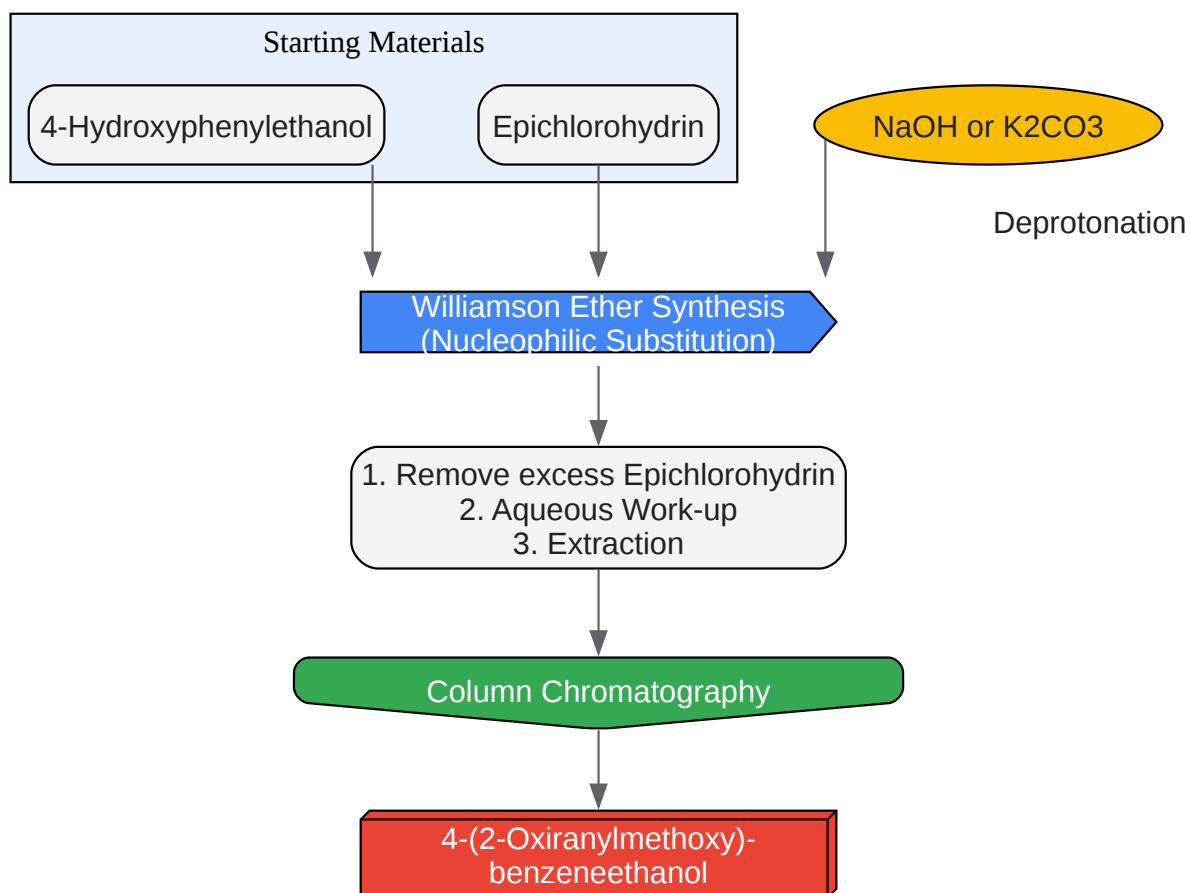 Starting Materials
4-Hydroxyphenylethanol
Epichlorohydrin
NaOH or K2CO3
Deprotonation
Williamson Ether Synthesis
(Nucleophilic Substitution)
1. Remove excess Epichlorohydrin
2. Aqueous Work-up
3. Extraction
Column Chromatography
4-(2-Oxiranylmethoxy)-
benzeneethanol